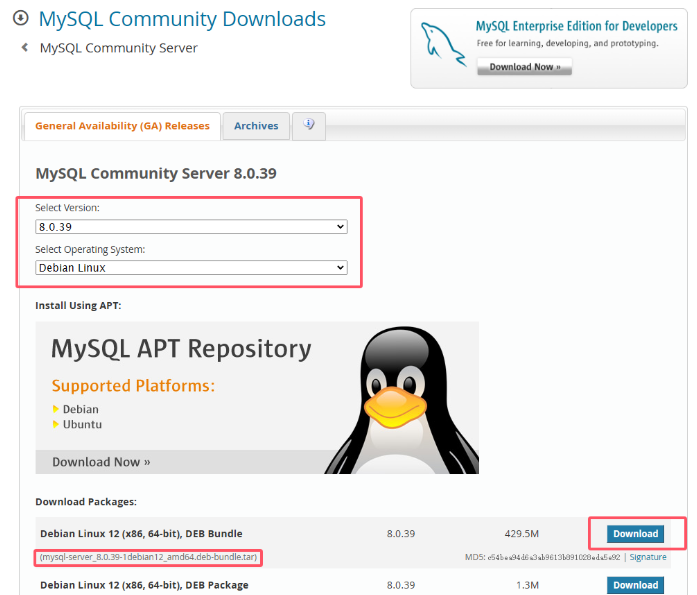 MySQL Community Downloads
MySQL Community Server
MySQL Enterprise Edition for Developers
Free for learning, developing, and prototyping.
Download Now »
General Availability (GA) Releases
Archives
MySQL Community Server 8.0.39
Select Version:
8.0.39
Select Operating System:
Debian Linux
Install Using APT:
MySQL APT Repository
Supported Platforms:
Debian
Ubuntu
Download Now »
Download Packages:
Debian Linux 12 (x86, 64-bit), DEB Bundle 8.0.39 429.5M Download
(mysql-server_8.0.39-1debian12_amd64.deb-bundle.tar) MD5: | Signature
Debian Linux 12 (x86, 64-bit), DEB Package 8.0.39 1.3M Download